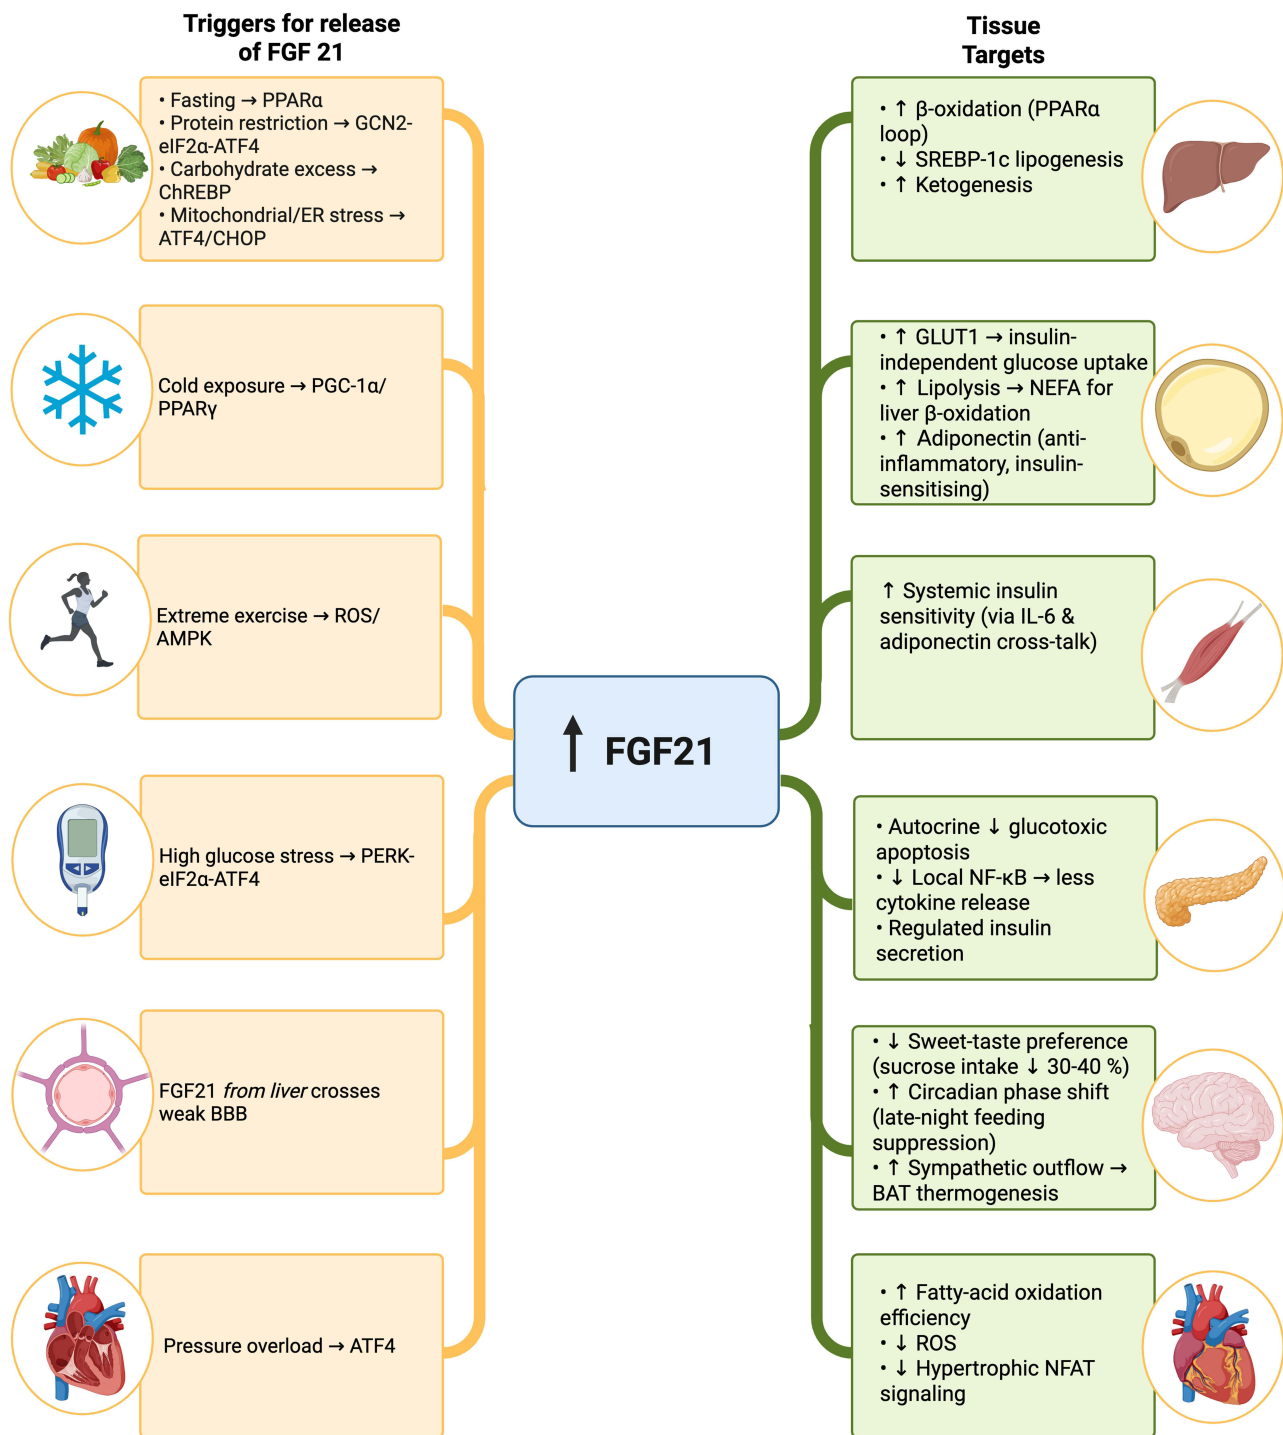 Triggers for release
of FGF 21
• Fasting → PPARα
• Protein restriction → GCN2-
eIF2α-ATF4
• Carbohydrate excess →
ChREBP
• Mitochondrial/ER stress →
ATF4/CHOP
Cold exposure → PGC-1α/
PPARγ
Extreme exercise → ROS/
AMPK
High glucose stress → PERK-
eIF2α-ATF4
FGF21 from liver crosses
weak BBB
Pressure overload → ATF4
↑ FGF21
Tissue
Targets
• ↑ β-oxidation (PPARα
loop)
• ↓ SREBP-1c lipogenesis
• ↑ Ketogenesis
• ↑ GLUT1 → insulin-
independent glucose uptake
• ↑ Lipolysis → NEFA for
liver β-oxidation
• ↑ Adiponectin (anti-
inflammatory, insulin-
sensitising)
↑ Systemic insulin
sensitivity (via IL-6 &
adiponectin cross-talk)
• Autocrine ↓ glucotoxic
apoptosis
• ↓ Local NF-κB → less
cytokine release
• Regulated insulin
secretion
• ↓ Sweet-taste preference
(sucrose intake ↓ 30-40 %)
• ↑ Circadian phase shift
(late-night feeding
suppression)
• ↑ Sympathetic outflow →
BAT thermogenesis
• ↑ Fatty-acid oxidation
efficiency
• ↓ ROS
• ↓ Hypertrophic NFAT
signaling